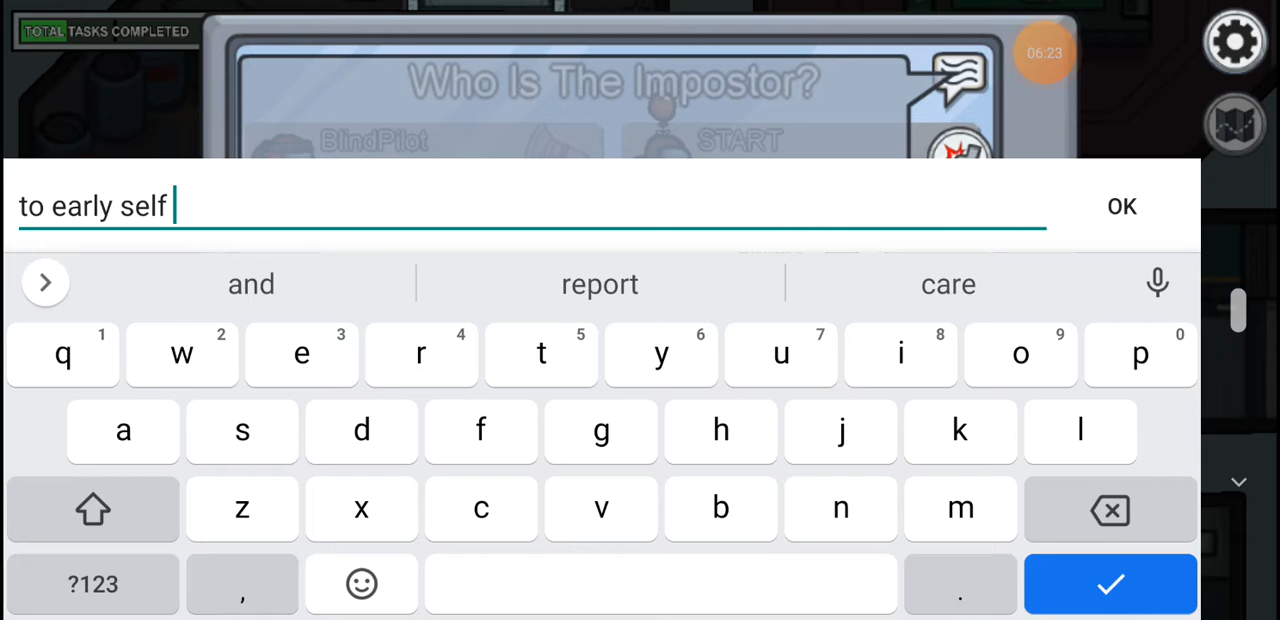 TOTAL TASKS COMPLETED
Who Is The Impostor?
06:23
BlindPilot
START
to early self
OK
and
report
care
q 1 w 2 e 3 r 4 t 5 y 6 u 7 i 8 o 9 p 0
a s d f g h j k l
z x c v b n m
?123 , .